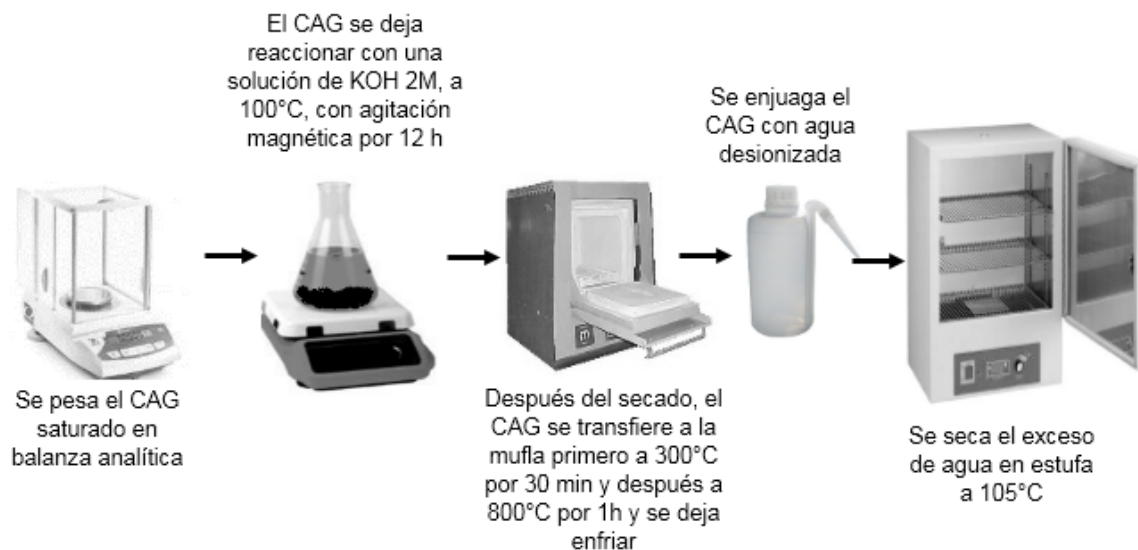 El CAG se deja
reaccionar con una
solución de KOH 2M, a
100°C, con agitación
magnética por 12 h
Se enjuaga el
CAG con agua
desionizada
Se pesa el CAG
saturado en
balanza analítica
Después del secado, el
CAG se transfiere a la
mufla primero a 300°C
por 30 min y después a
800°C por 1h y se deja
enfriar
Se seca el exceso
de agua en estufa
a 105°C